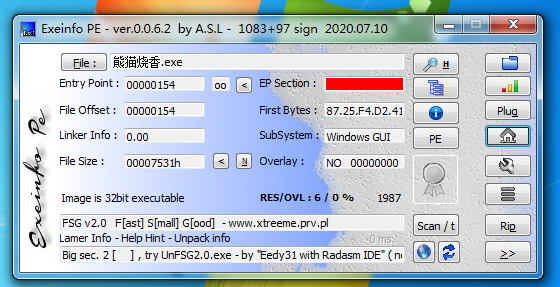 Exeinfo PE - ver.0.0.6.2 by A.S.L - 1083+97 sign 2020.07.10
File : 熊猫烧香.exe H
Entry Point : 00000154 oo < EP Section :
File Offset : 00000154 First Bytes : 87.25.F4.D2.41 Plug
Linker Info : 0.00 SubSystem : Windows GUI PE
File Size : 00007531h < N Overlay : NO 00000000
Image is 32bit executable RES/OVL : 6 / 0 % 1987
Exeinfo Pe
FSG v2.0 F[ast] S[mall] G[ood] - www.xtreeme.prv.pl Scan / t Rip
Lamer Info - Help Hint - Unpack info 0 ms.
Big sec. 2 [ ] , try UnFSG2.0.exe - by "Eedy31 with Radasm IDE" ( >>